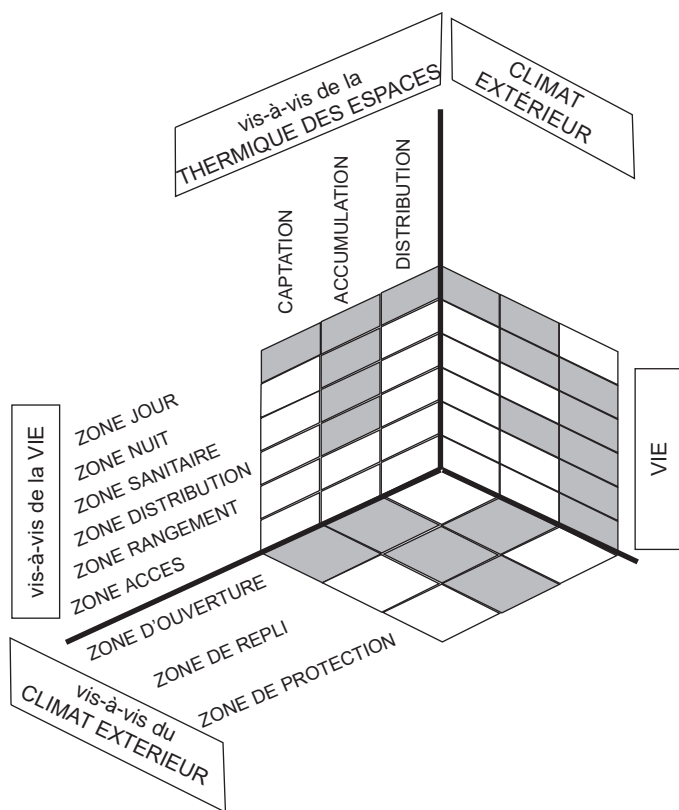 vis-à-vis de la
THERMIQUE DES ESPACES
CLIMAT
EXTÉRIEUR
CAPTATION
ACCUMULATION
DISTRIBUTION
vis-à-vis de la VIE
ZONE JOUR
ZONE NUIT
ZONE SANITAIRE
ZONE DISTRIBUTION
ZONE RANGEMENT
ZONE ACCES
VIE
ZONE D'OUVERTURE
ZONE DE REPLI
ZONE DE PROTECTION
vis-à-vis du
CLIMAT EXTERIEUR